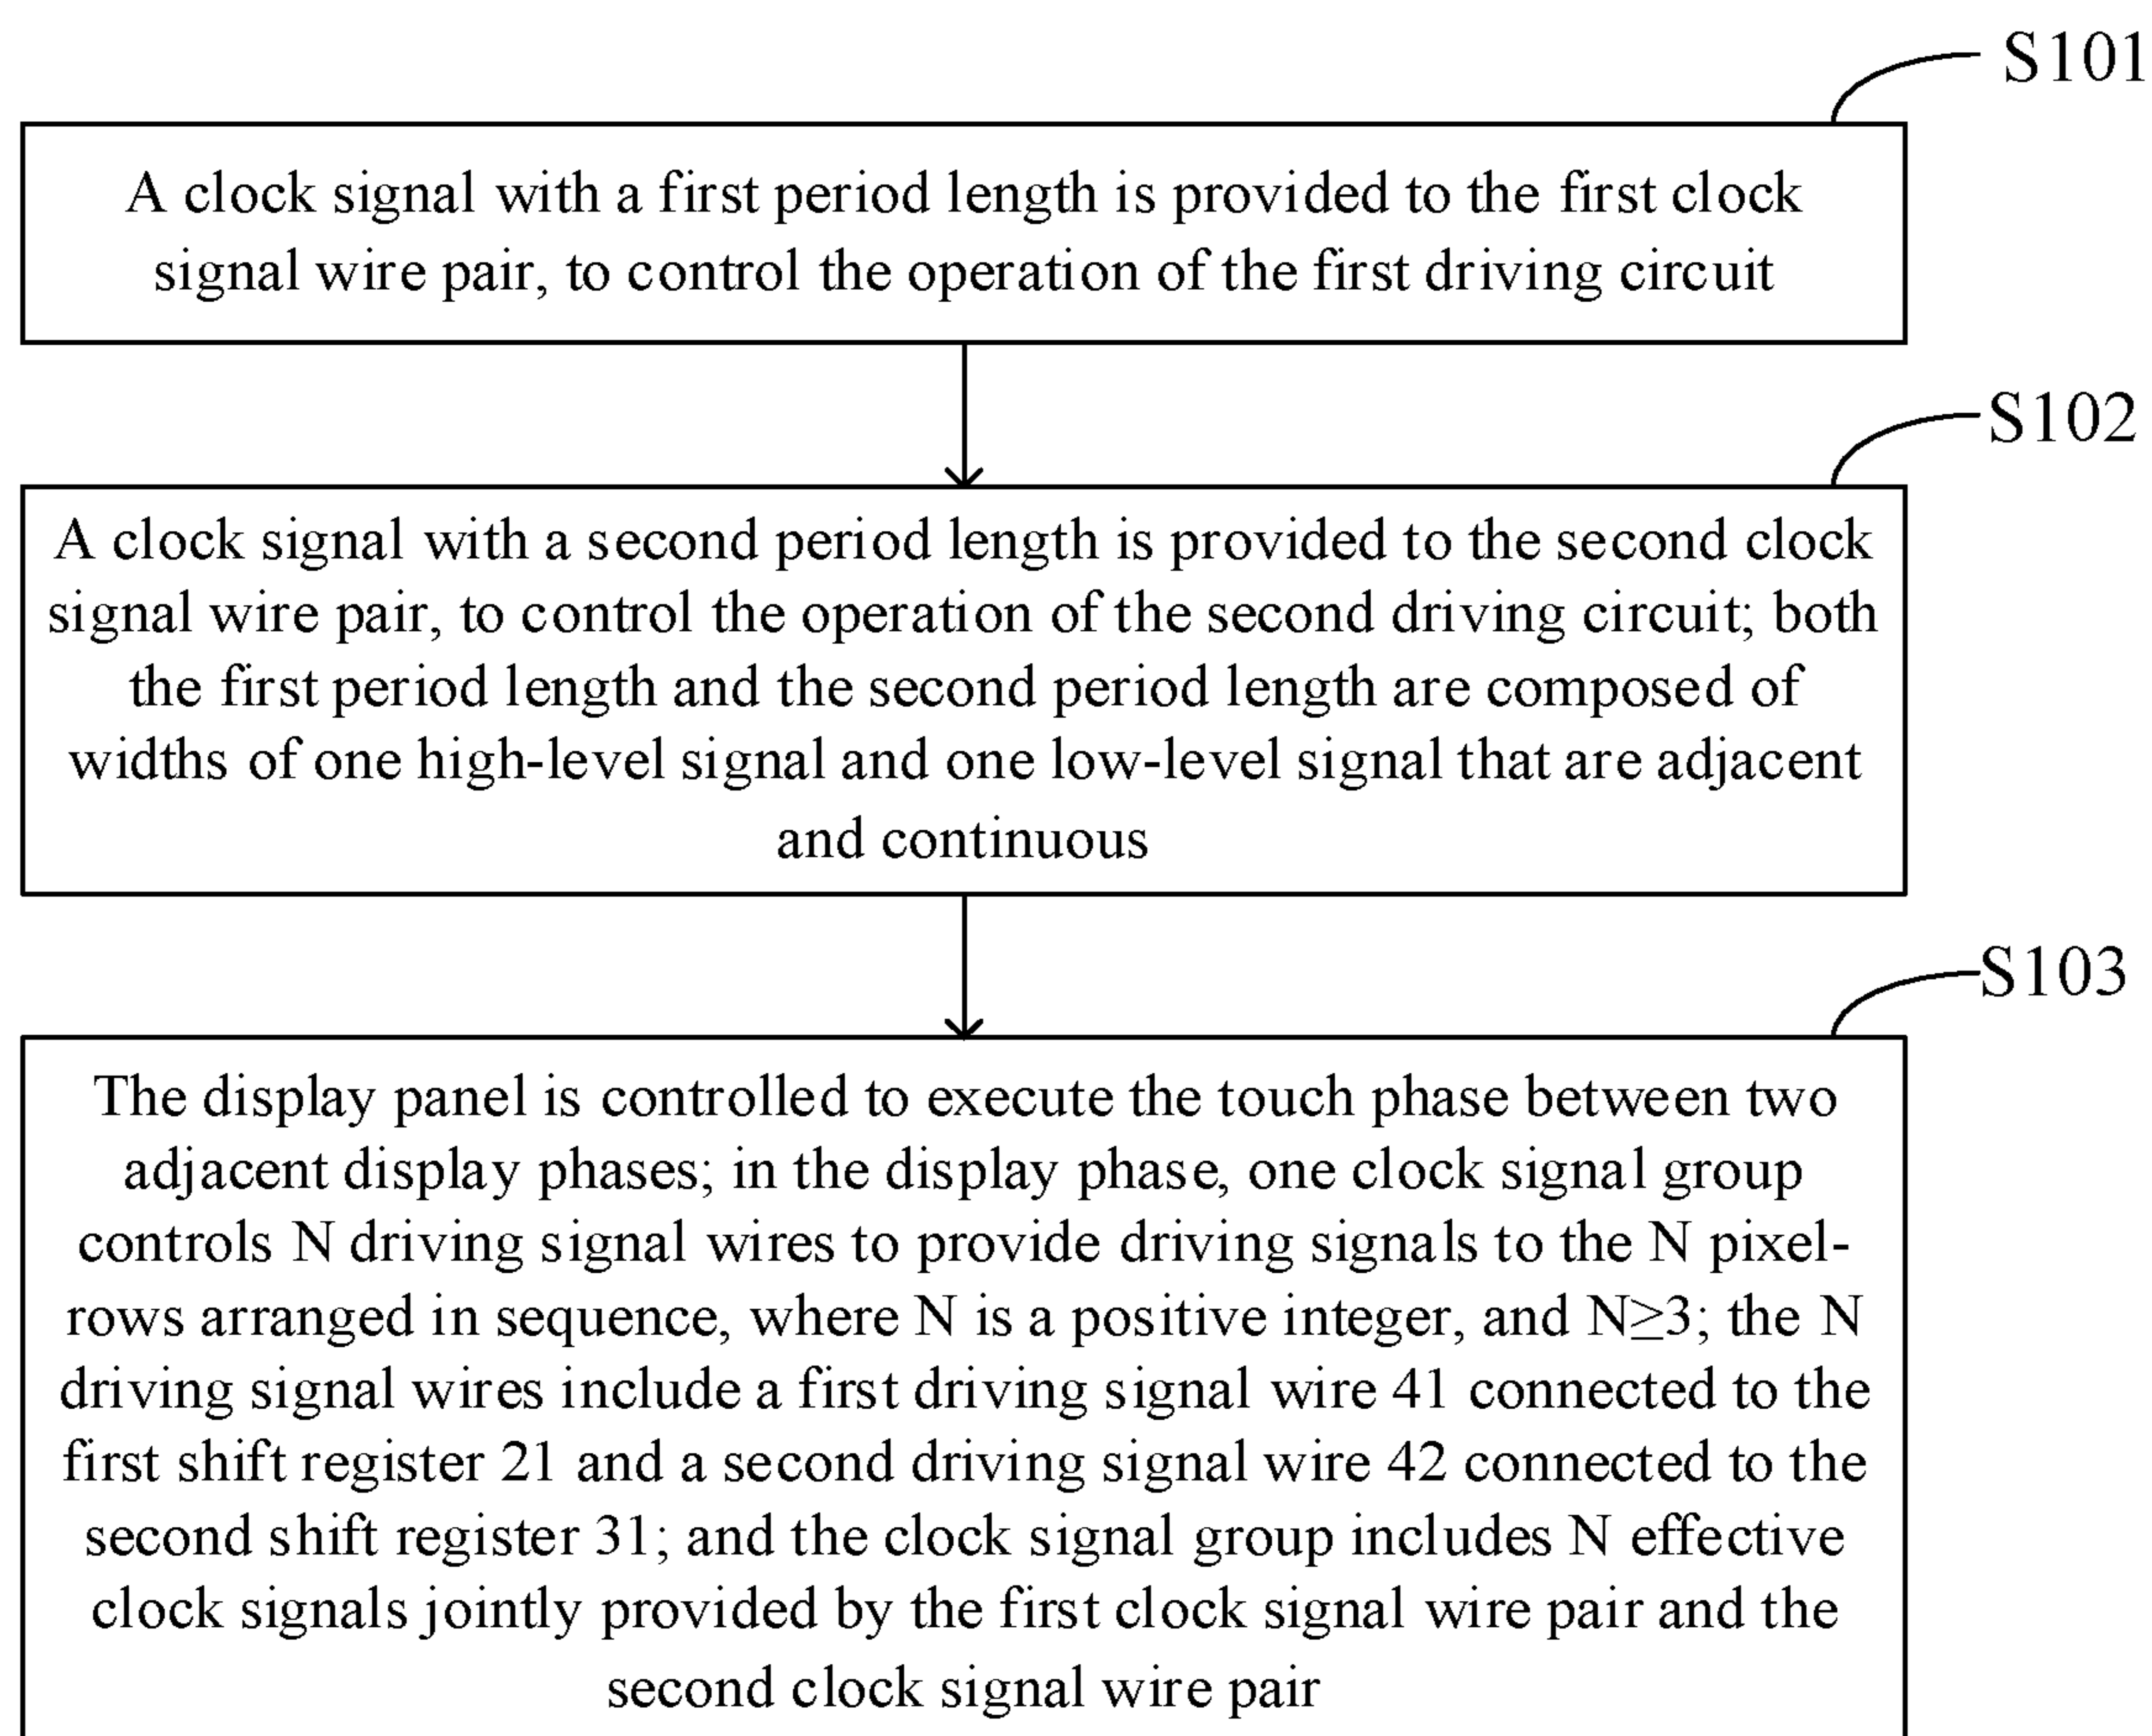 S101
A clock signal with a first period length is provided to the first clock
signal wire pair, to control the operation of the first driving circuit
S102
A clock signal with a second period length is provided to the second clock
signal wire pair, to control the operation of the second driving circuit; both
the first period length and the second period length are composed of
widths of one high-level signal and one low-level signal that are adjacent
and continuous
S103
The display panel is controlled to execute the touch phase between two
adjacent display phases; in the display phase, one clock signal group
controls N driving signal wires to provide driving signals to the N pixel-
rows arranged in sequence, where N is a positive integer, and N≥3; the N
driving signal wires include a first driving signal wire 41 connected to the
first shift register 21 and a second driving signal wire 42 connected to the
second shift register 31; and the clock signal group includes N effective
clock signals jointly provided by the first clock signal wire pair and the
second clock signal wire pair